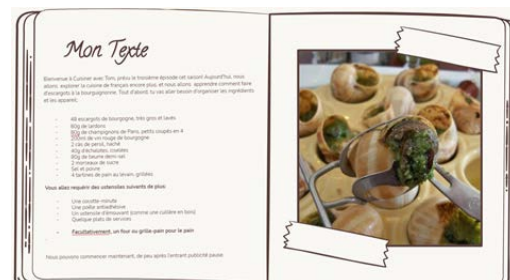 Mon Texte
Bienvenue à Cuisiner avec Toni, prévu le troisième épisode cet saison! Aujourd'hui, nous
allons explorer la cuisine de français encore plus, et nous allons apprendre comment faire
d'escargots à la bourguignonne. Tout d'abord, tu vas aller besoin d'organiser les ingrédients
et les appareil.
- 48 escargots de bourgogne, très gros et lavés
- 80g de lardons
- 80g de champignons de Paris, petits coupés en 4
- 200ml de vin rouge de bourgogne
- 2 càs de persil, haché
- 40g d'échalotes, ciselées
- 80g de beurre demi-sel
- 2 morceaux de sucre
- Sel et poivre
- 4 tartines de pain au levain, grillées
Vous allez requérir des ustensiles suivants de plus:
- Une cocotte minute
- Une poêle antiadhésive
- Un ustensile d'émouvant (comme une cuillère en bois)
- Quelque plats de services
- Facultativement, un four ou grille-pain pour le pain
Nous pouvons commencer maintenant, de peu après l'entrant publicité pause.